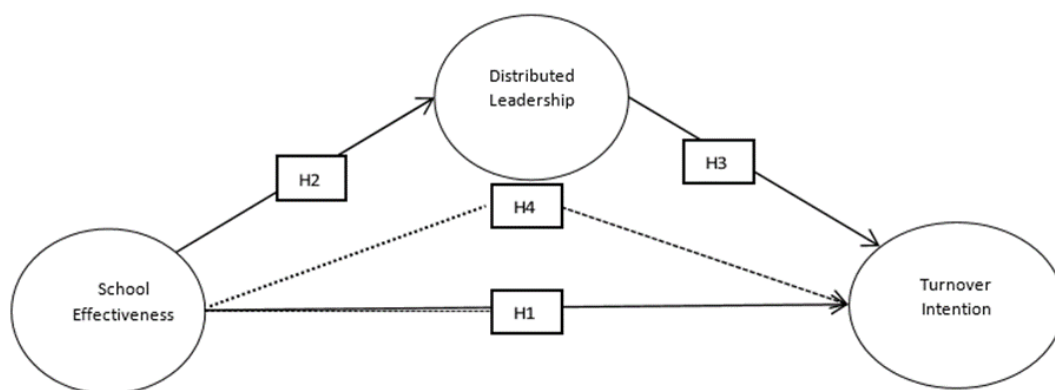 Distributed
Leadership
H2
H3
H4
School
Effectiveness
H1
Turnover
Intention